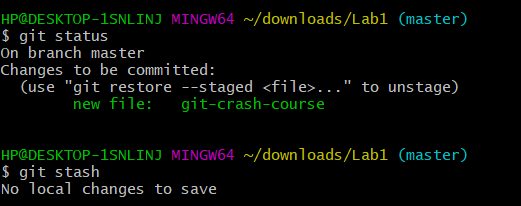 HP@DESKTOP-1SNLINJ MINGW64 ~/downloads/Lab1 (master)
$ git status
On branch master
Changes to be committed:
  (use "git restore --staged <file>..." to unstage)
        new file:   git-crash-course
HP@DESKTOP-1SNLINJ MINGW64 ~/downloads/Lab1 (master)
$ git stash
No local changes to save